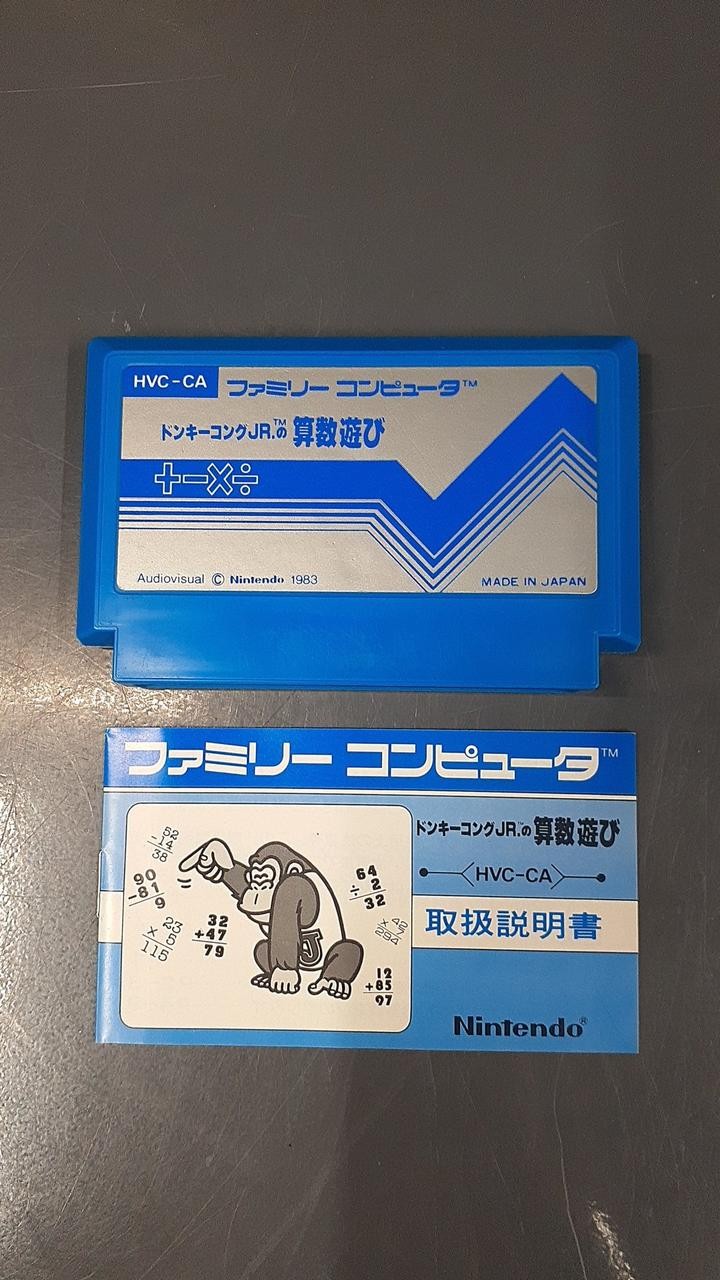 HVC-CA
ファミリー コンピュータ™
ドンキーコングJR.™の 算数遊び
+-×÷
Audiovisual © Nintendo 1983
MADE IN JAPAN
ファミリー コンピュータ™
ドンキーコングJR.™の 算数遊び
HVC-CA
取扱説明書
Nintendo®
52
-14
38
90
-81
9
×23
5
115
32
+47
79
64
÷ 2
32
12
+85
97
J